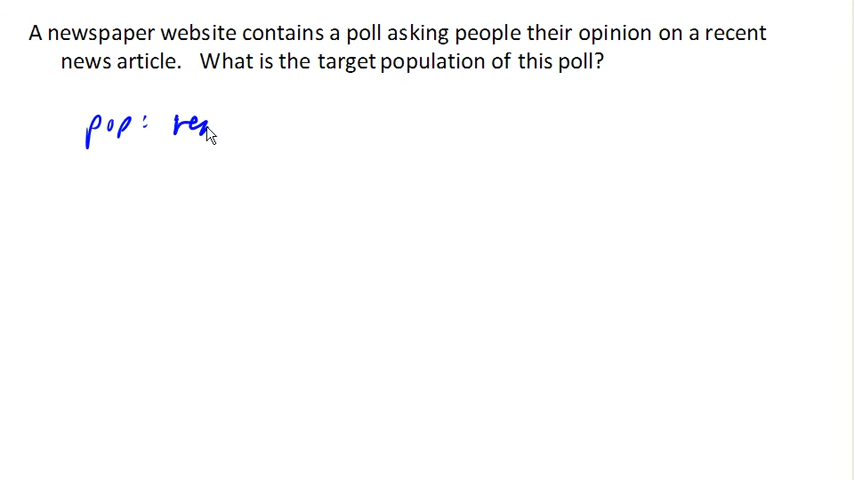 A newspaper website contains a poll asking people their opinion on a recent
news article. What is the target population of this poll?
pop: rea